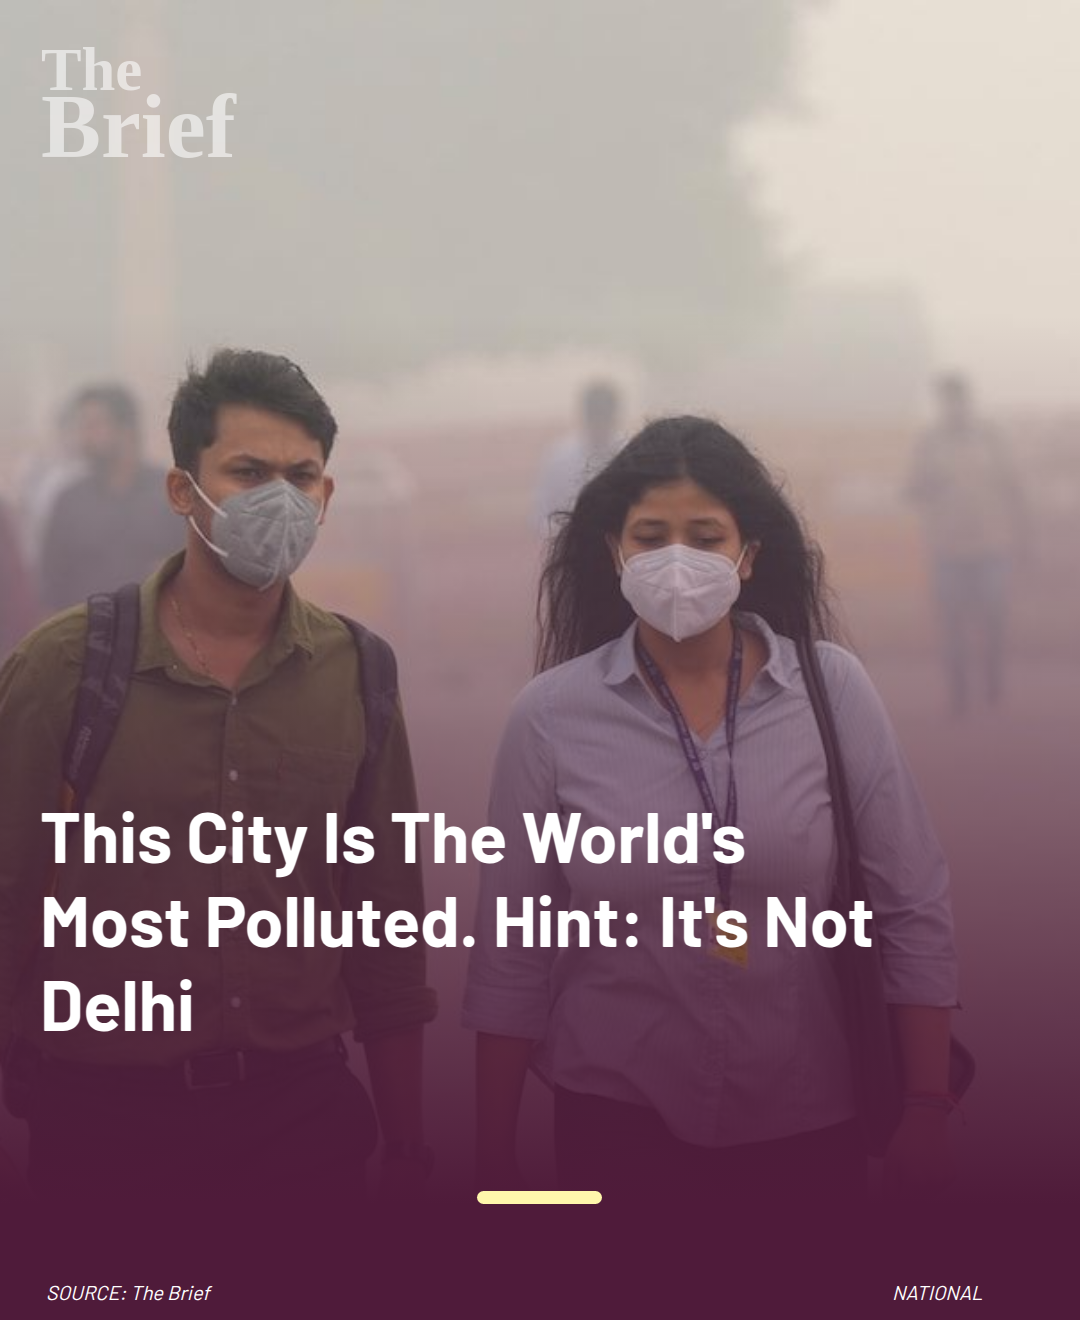 The
Brief
This City Is The World's
Most Polluted. Hint: It's Not
Delhi
SOURCE: The Brief
NATIONAL